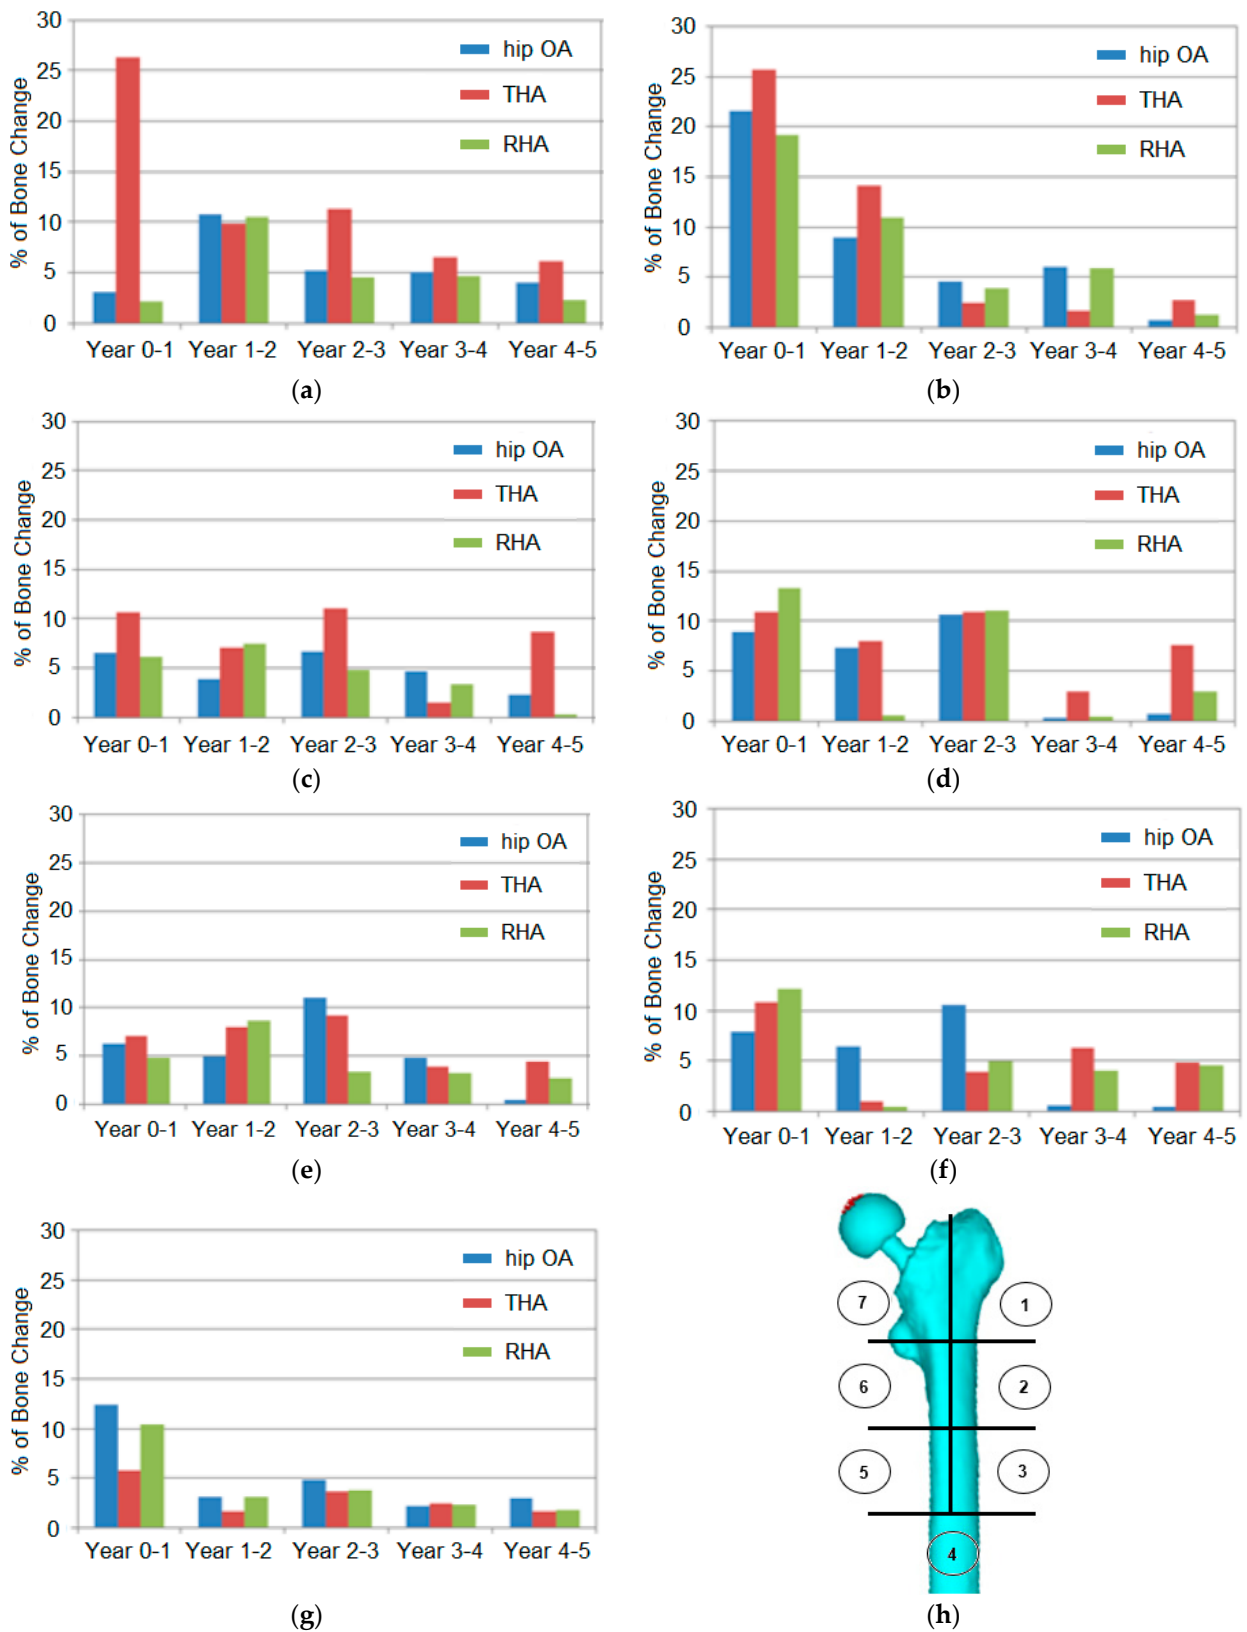 % of Bone Change
30
25
20
15
10
5
0
hip OA
THA
RHA
Year 0-1 Year 1-2 Year 2-3 Year 3-4 Year 4-5
(a)
% of Bone Change
30
25
20
15
10
5
0
hip OA
THA
RHA
Year 0-1 Year 1-2 Year 2-3 Year 3-4 Year 4-5
(b)
% of Bone Change
30
25
20
15
10
5
0
hip OA
THA
RHA
Year 0-1 Year 1-2 Year 2-3 Year 3-4 Year 4-5
(c)
% of Bone Change
30
25
20
15
10
5
0
hip OA
THA
RHA
Year 0-1 Year 1-2 Year 2-3 Year 3-4 Year 4-5
(d)
% of Bone Change
30
25
20
15
10
5
0
hip OA
THA
RHA
Year 0-1 Year 1-2 Year 2-3 Year 3-4 Year 4-5
(e)
% of Bone Change
30
25
20
15
10
5
0
hip OA
THA
RHA
Year 0-1 Year 1-2 Year 2-3 Year 3-4 Year 4-5
(f)
% of Bone Change
30
25
20
15
10
5
0
hip OA
THA
RHA
Year 0-1 Year 1-2 Year 2-3 Year 3-4 Year 4-5
(g)
7 1
6 2
5 3
4
(h)